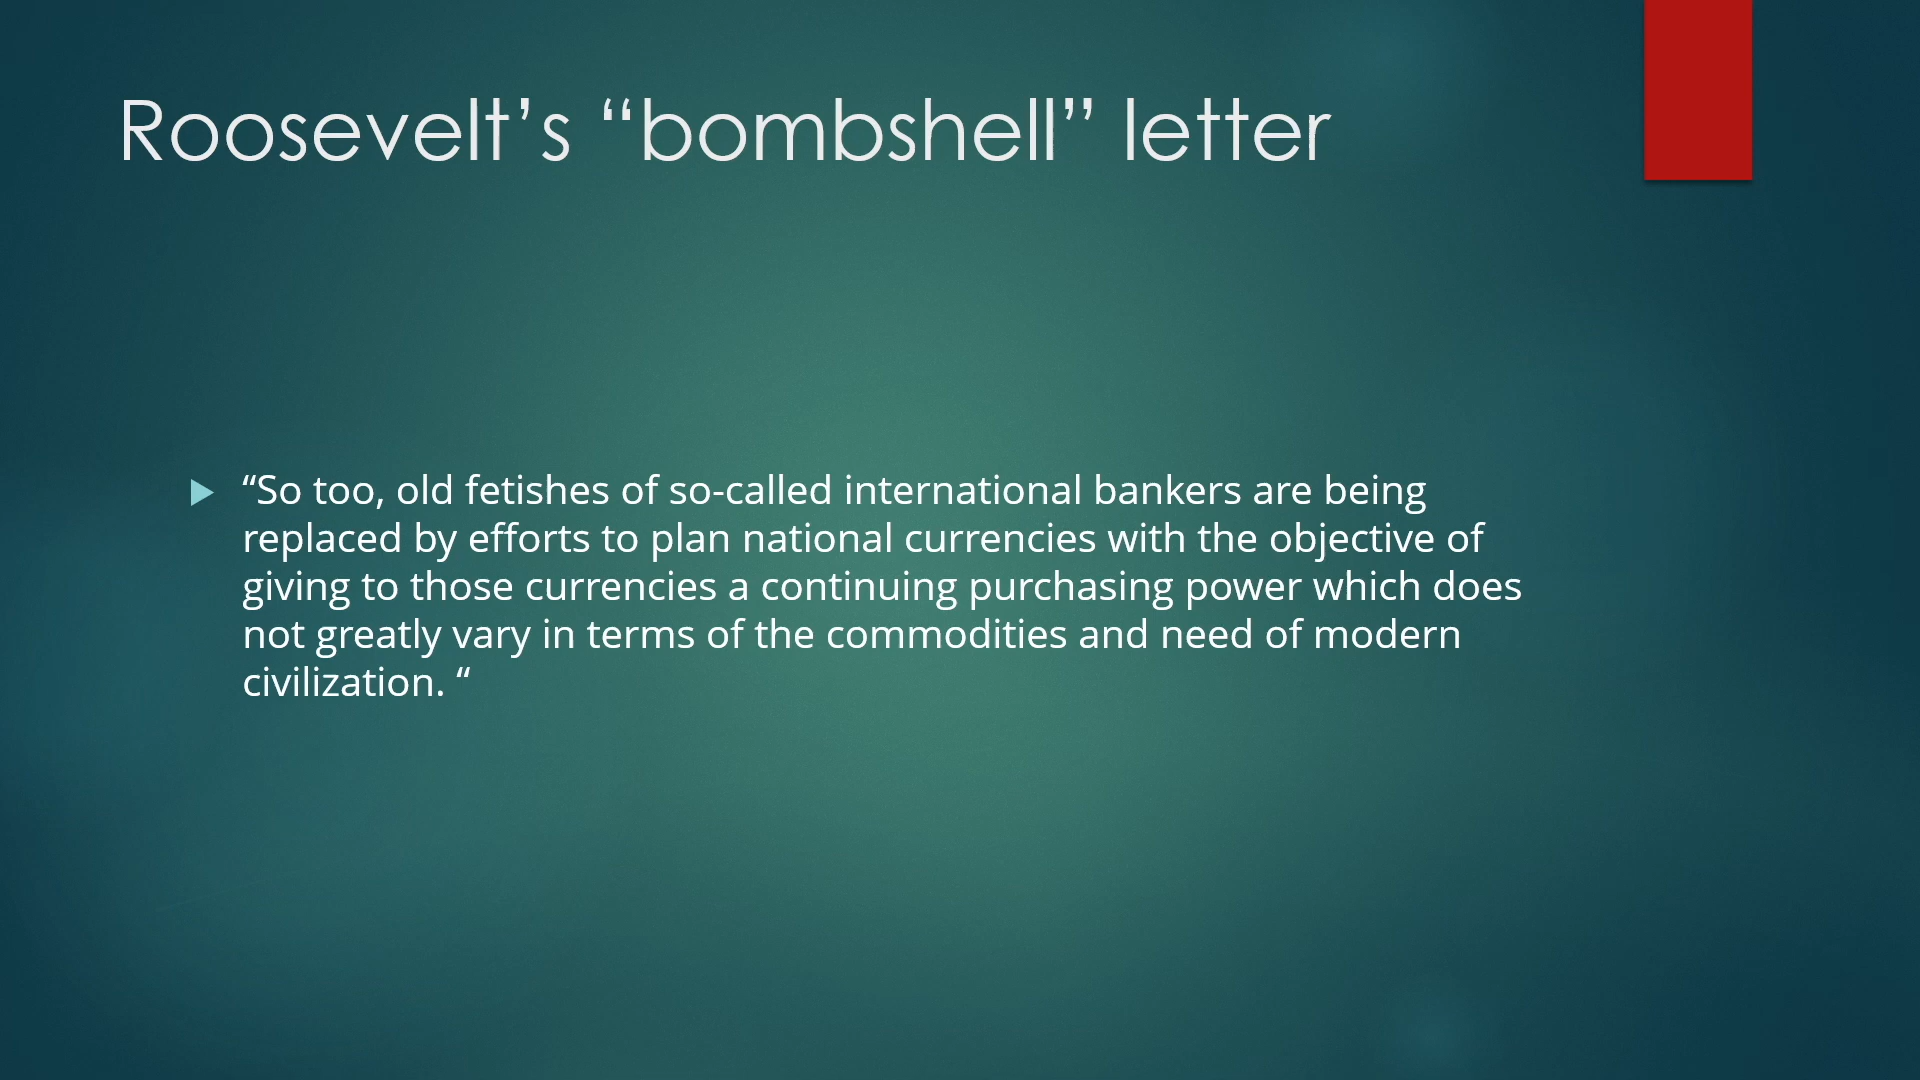 Roosevelt’s “bombshell” letter
“So too, old fetishes of so-called international bankers are being
replaced by efforts to plan national currencies with the objective of
giving to those currencies a continuing purchasing power which does
not greatly vary in terms of the commodities and need of modern
civilization. “